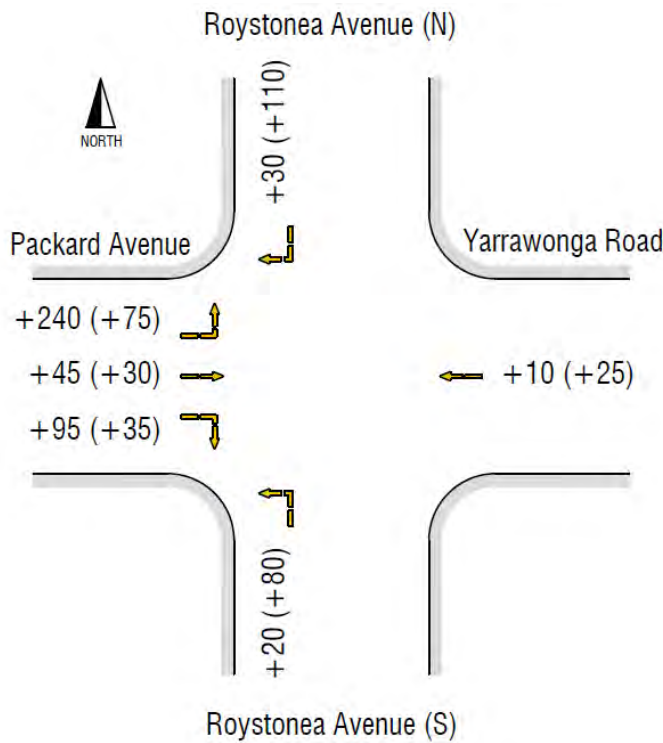 Roystonea Avenue (N)
+30 (+110)
NORTH
Packard Avenue
Yarrawonga Road
+240 (+75)
+45 (+30)
+10 (+25)
+95 (+35)
+20 (+80)
Roystonea Avenue (S)